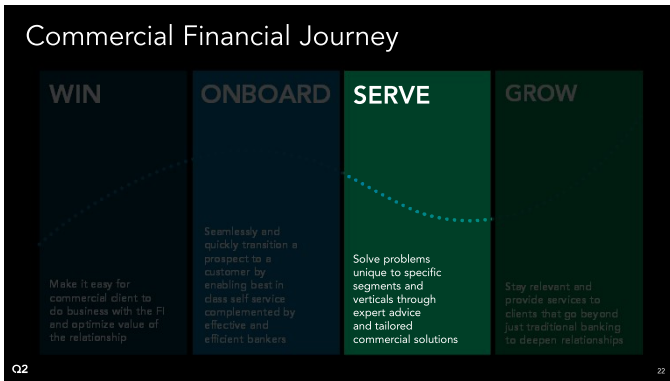 Commercial Financial Journey
WIN
Make it easy for
commercial client to
do business with the FI
and optimize value of
the relationship
ONBOARD
Seamlessly and
quickly transition a
prospect to a
customer by
enabling best in
class self service
complemented by
effective and
efficient bankers
SERVE
Solve problems
unique to specific
segments and
verticals through
expert advice
and tailored
commercial solutions
GROW
Stay relevant and
provide services to
clients that go beyond
just traditional banking
to deepen relationships
Q2
22